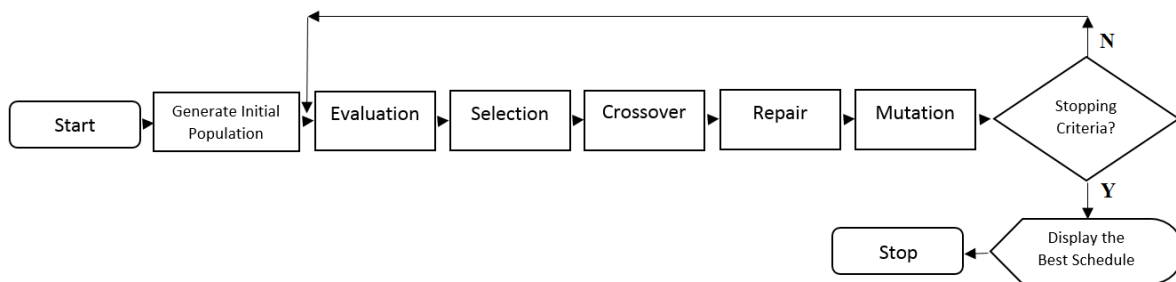 N
Start
Generate Initial
Population
Evaluation
Selection
Crossover
Repair
Mutation
Stopping
Criteria?
Y
Stop
Display the
Best Schedule